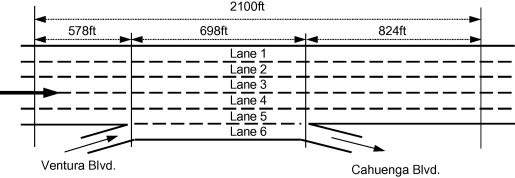 2100ft
578ft 698ft 824ft
Lane 1
Lane 2
Lane 3
Lane 4
Lane 5
Lane 6
Ventura Blvd. Cahuenga Blvd.